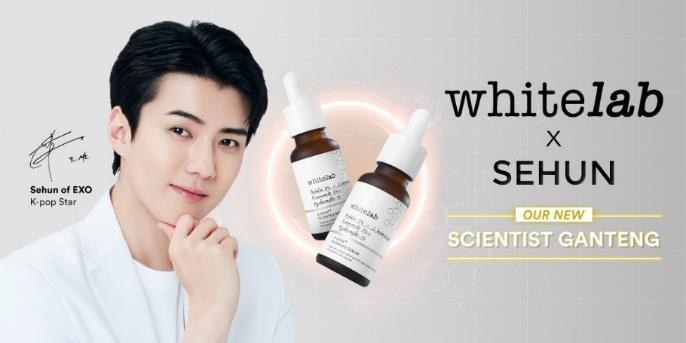 Sehun of EXO
K-pop Star
whitelab
whitelab
whitelab
X
SEHUN
OUR NEW
SCIENTIST GANTENG